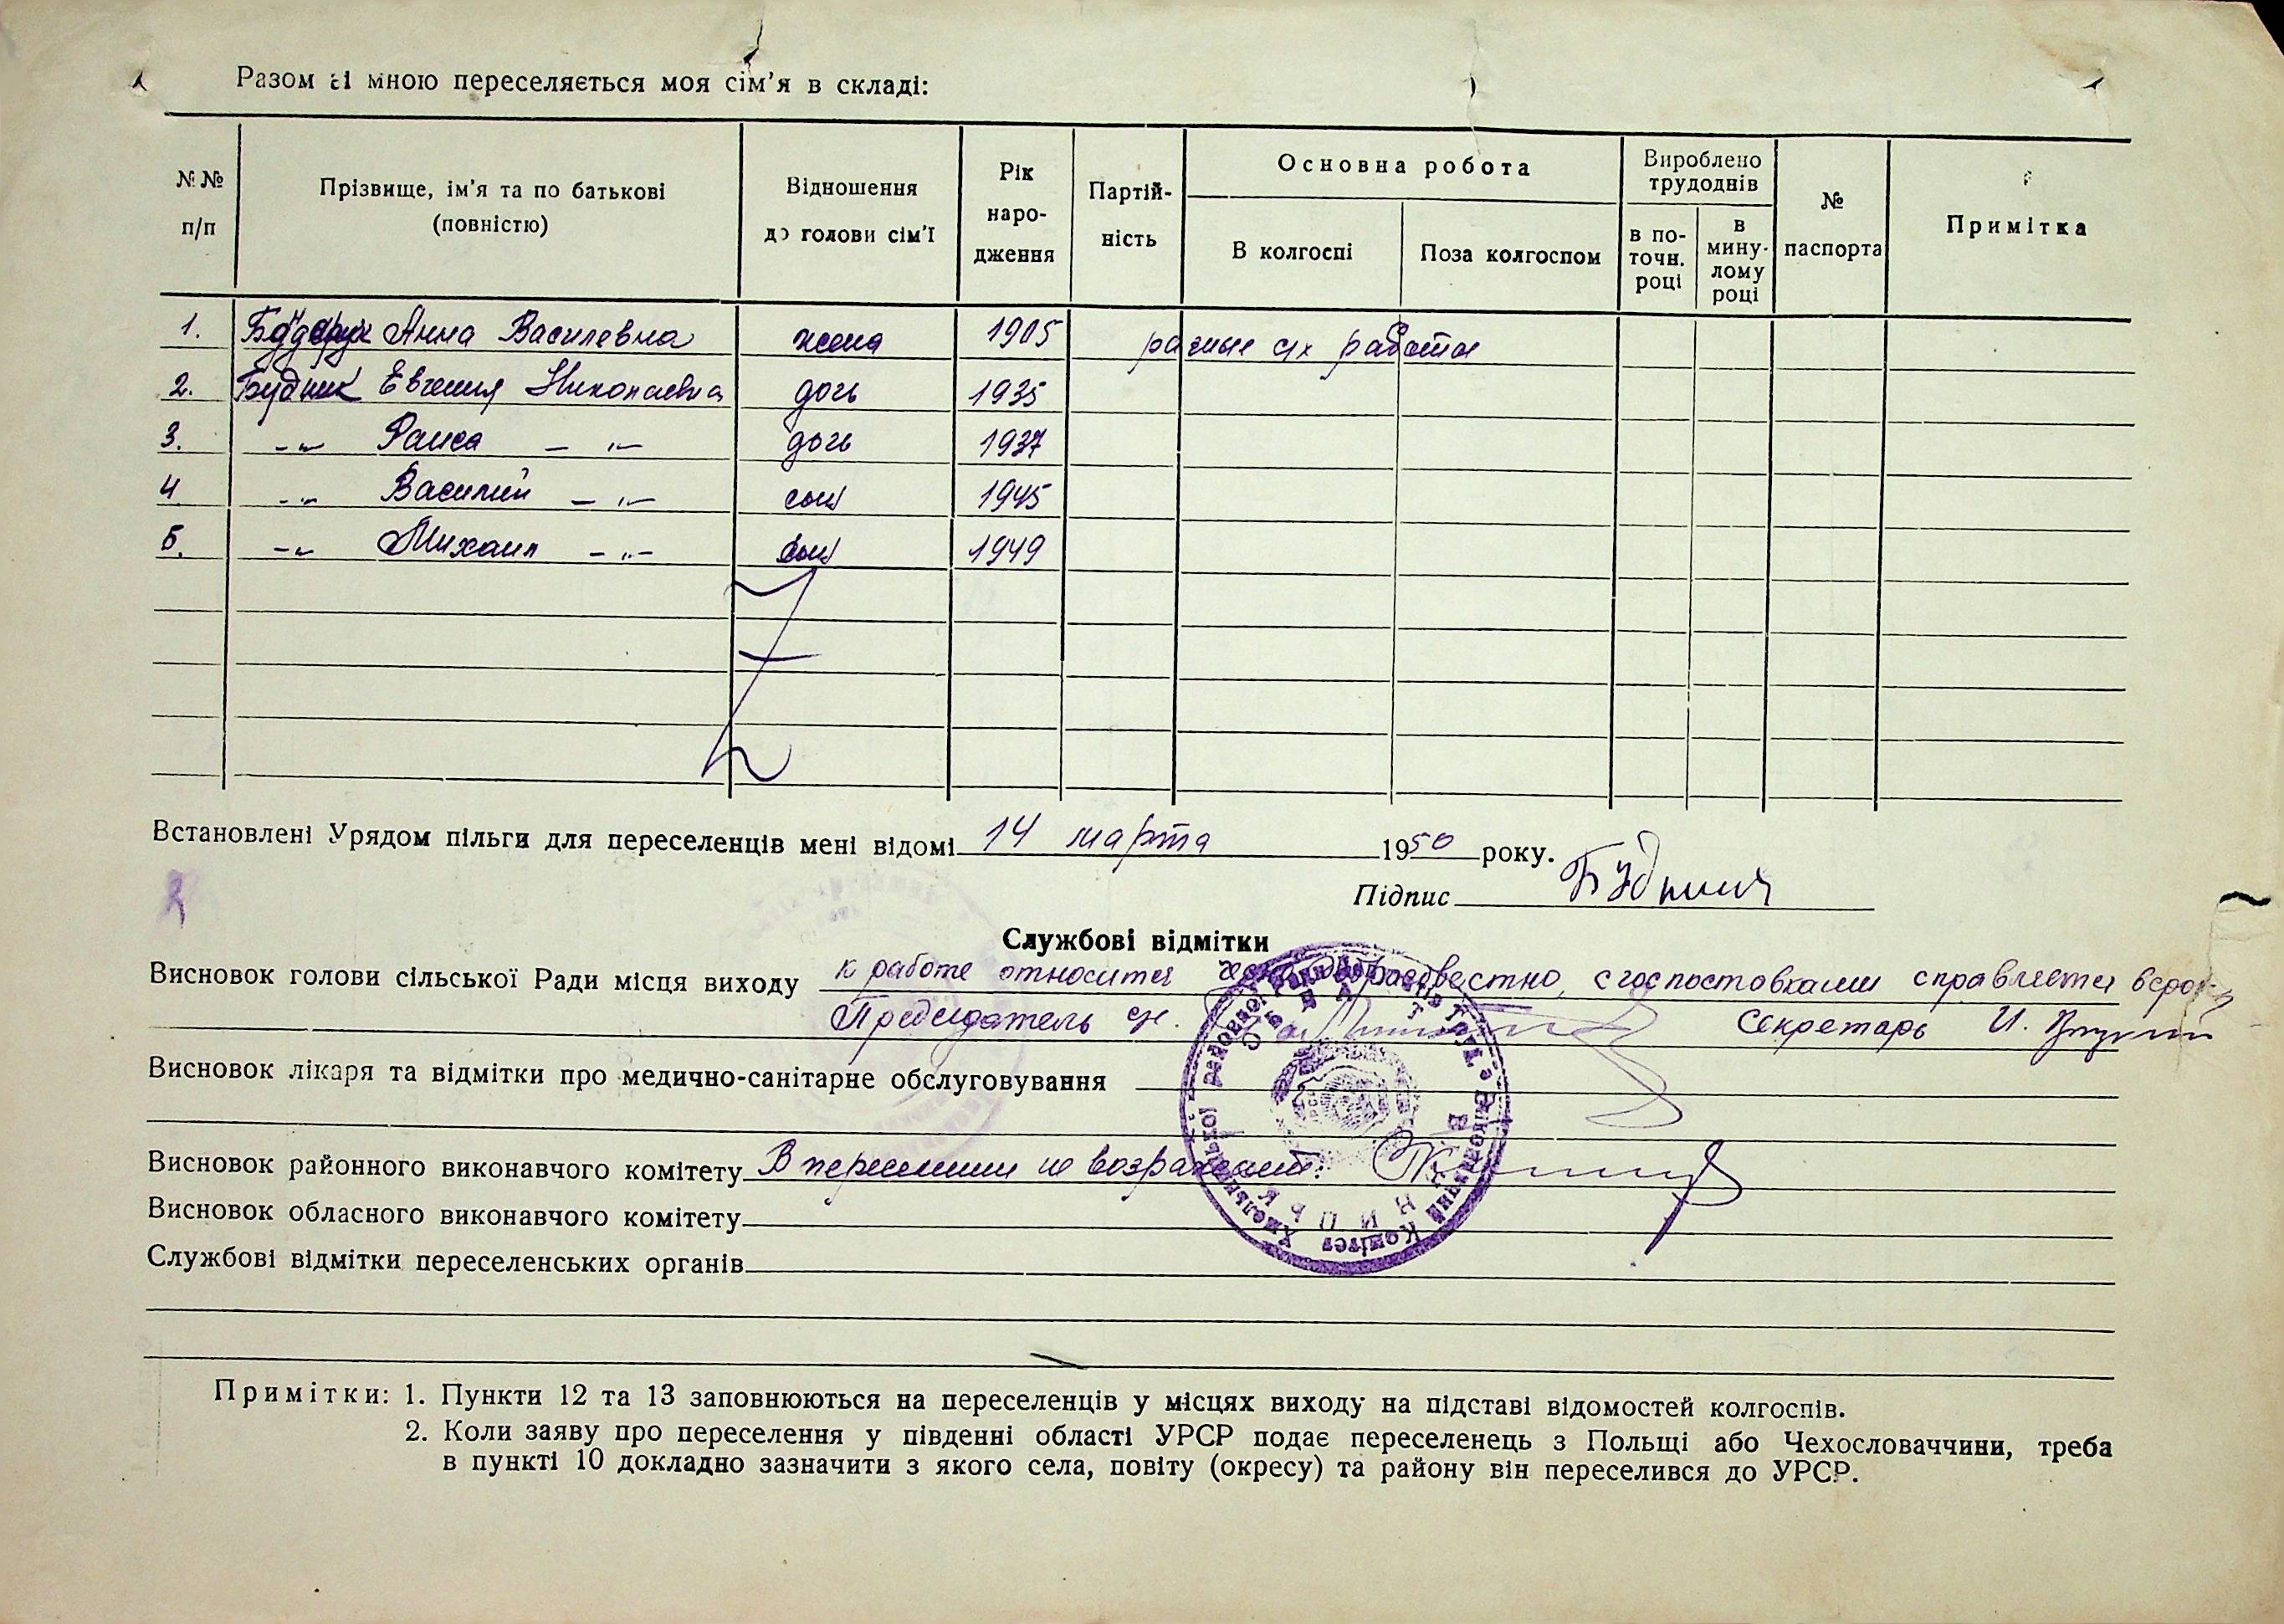 Разом зі мною переселяється моя сім'я в складі:
№№ п/п
Прізвище, ім'я та по батькові (повністю)
Відношення до голови сім'ї
Рік народження
Партійність
Основна робота
В колгоспі
Поза колгоспом
Вироблено трудоднів
в поточн. році
в минулому році
№ паспорта
Примітка
1. Будник Анна Василевна жена 1905 разные с/х работы
2. Будник Евгения Николаевна дочь 1935
3. -„- Раиса -„- дочь 1937
4 -„- Василий -„- сын 1945
5. -„- Михаил -„- сын 1949
Встановлені Урядом пільги для переселенців мені відомі 14 марта 1950 року.
Підпис Будник
Службові відмітки
Висновок голови сільської Ради місця виходу к работе относится добросовестно, с госпоставками справляется
Председатель с/с. Секретарь И.
Висновок лікаря та відмітки про медично-санітарне обслуговування
Висновок районного виконавчого комітету В переселении не возражаем.
Висновок обласного виконавчого комітету
Службові відмітки переселенських органів
Примітки: 1. Пункти 12 та 13 заповнюються на переселенців у місцях виходу на підставі відомостей колгоспів.
2. Коли заяву про переселення у південні області УРСР подає переселенець з Польщі або Чехословаччини, треба
в пункті 10 докладно зазначити з якого села, повіту (окресу) та району він переселився до УРСР.